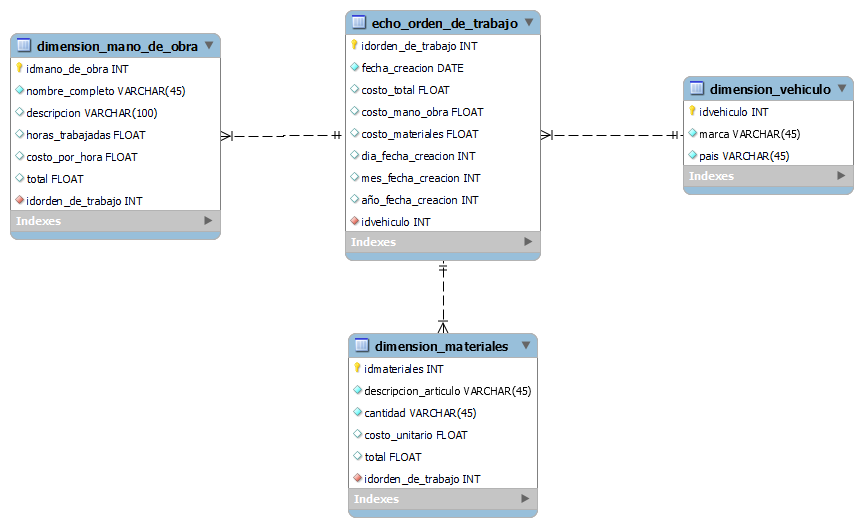 dimension_mano_de_obra
idmano_de_obra INT
nombre_completo VARCHAR(45)
descripcion VARCHAR(100)
horas_trabajadas FLOAT
costo_por_hora FLOAT
total FLOAT
idorden_de_trabajo INT
Indexes
echo_orden_de_trabajo
idorden_de_trabajo INT
fecha_creacion DATE
costo_total FLOAT
costo_mano_obra FLOAT
costo_materiales FLOAT
dia_fecha_creacion INT
mes_fecha_creacion INT
año_fecha_creacion INT
idvehiculo INT
Indexes
dimension_vehiculo
idvehiculo INT
marca VARCHAR(45)
pais VARCHAR(45)
Indexes
dimension_materiales
idmateriales INT
descripcion_articulo VARCHAR(45)
cantidad VARCHAR(45)
costo_unitario FLOAT
total FLOAT
idorden_de_trabajo INT
Indexes